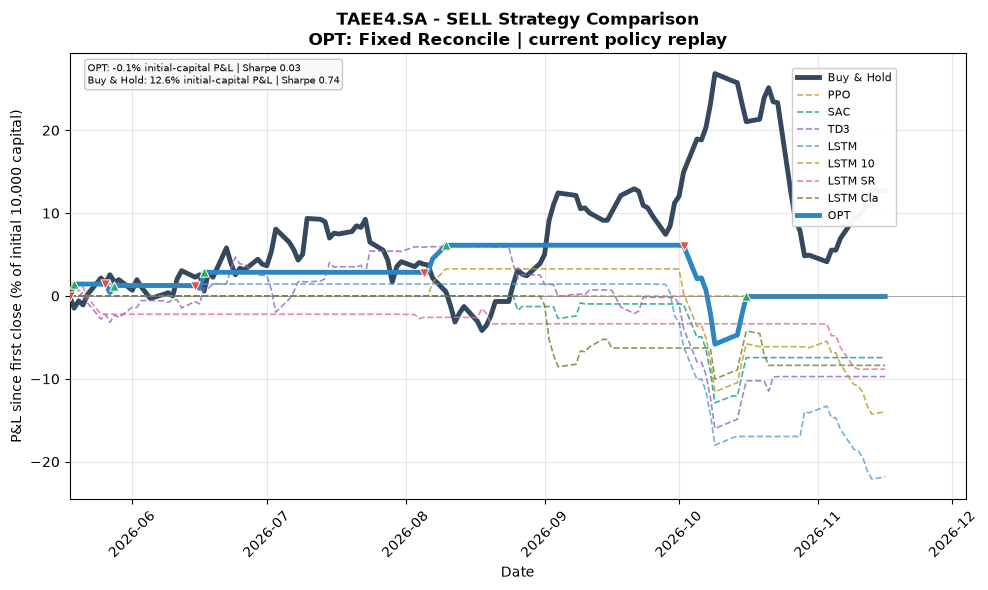 TAEE4.SA - SELL Strategy Comparison
OPT: Fixed Reconcile | current policy replay
OPT: -0.1% initial-capital P&L | Sharpe 0.03
Buy & Hold: 12.6% initial-capital P&L | Sharpe 0.74
Buy & Hold
PPO
SAC
TD3
LSTM
LSTM 10
LSTM SR
LSTM Cla
OPT
P&L since first close (% of initial 10,000 capital)
20
10
0
−10
−20
2026-06
2026-07
2026-08
2026-09
2026-10
2026-11
2026-12
Date